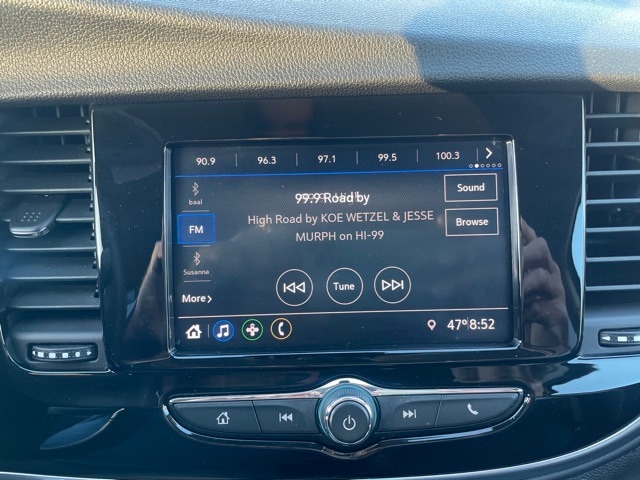 90.9 96.3 97.1 99.5 100.3
baal
99.9 Road by
Sound
FM
High Road by KOE WETZEL & JESSE
MURPH on HI-99
Browse
Susanna
More
Tune
47° 8:52